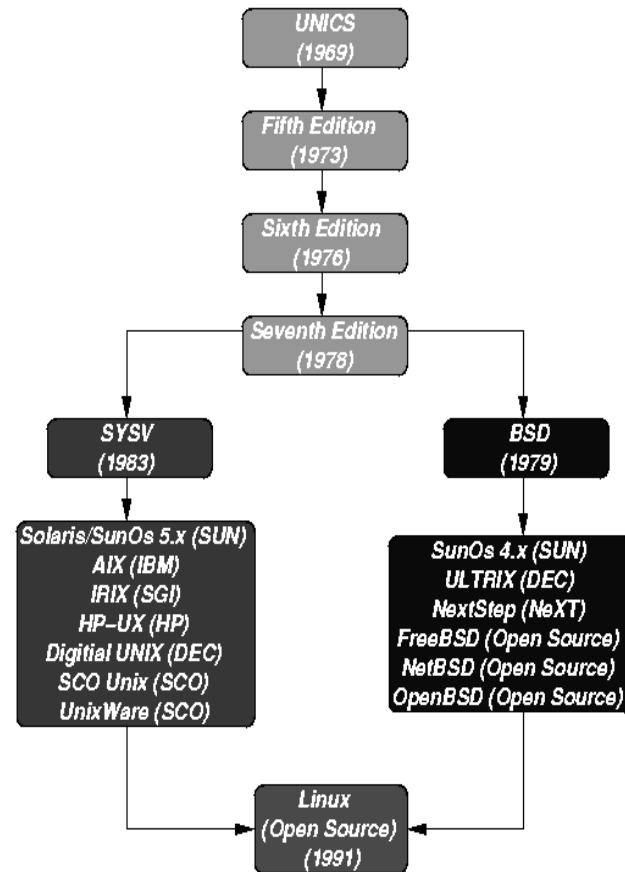 UNICS
(1969)
Fifth Edition
(1973)
Sixth Edition
(1976)
Seventh Edition
(1978)
SYSV
(1983)
BSD
(1979)
Solaris/SunOs 5.x (SUN)
AIX (IBM)
IRIX (SGI)
HP-UX (HP)
Digitial UNIX (DEC)
SCO Unix (SCO)
UnixWare (SCO)
SunOs 4.x (SUN)
ULTRIX (DEC)
NextStep (NeXT)
FreeBSD (Open Source)
NetBSD (Open Source)
OpenBSD (Open Source)
Linux
(Open Source)
(1991)